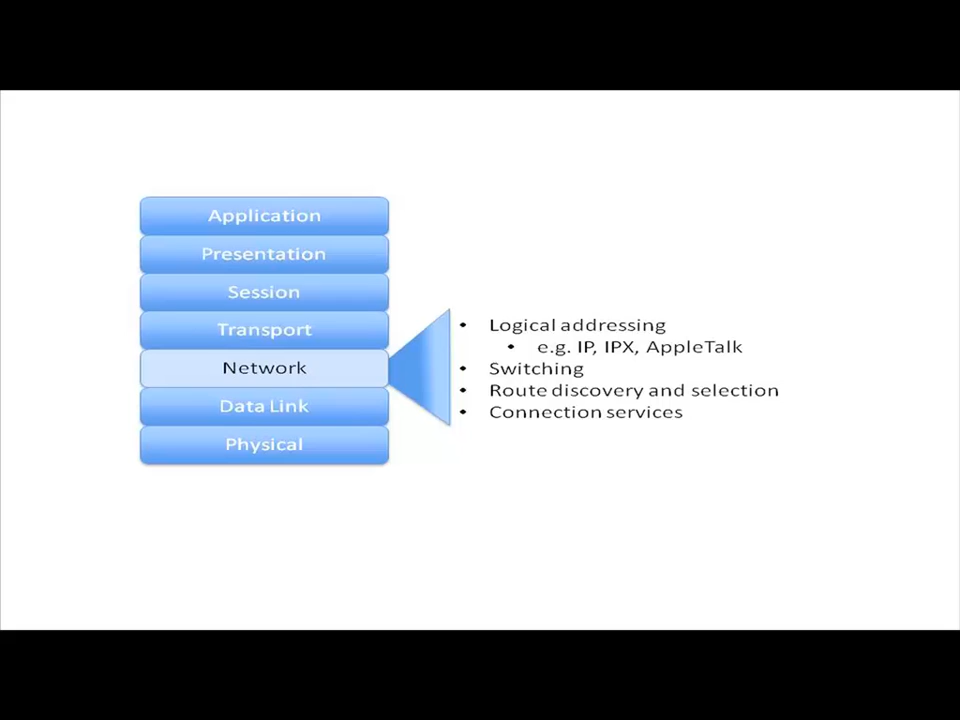 Application
Presentation
Session
Transport
Network
Data Link
Physical
• Logical addressing
• e.g. IP, IPX, AppleTalk
• Switching
• Route discovery and selection
• Connection services